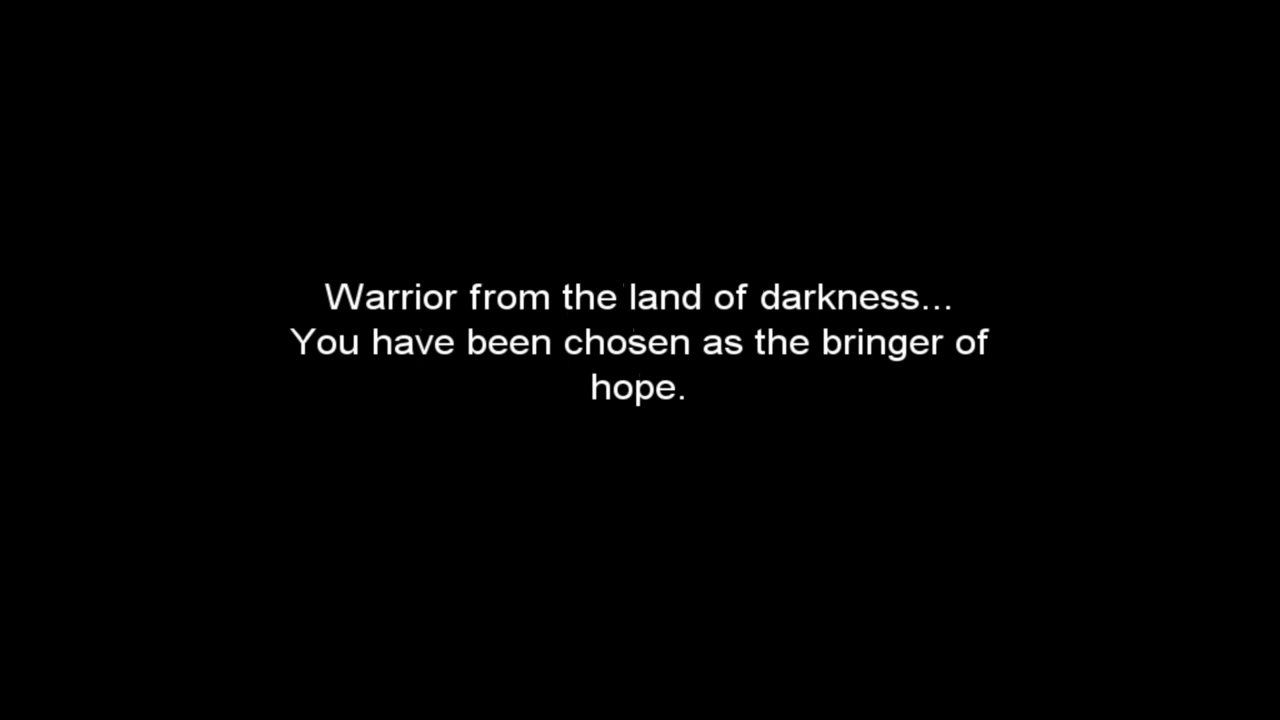 Warrior from the land of darkness...
You have been chosen as the bringer of
hope.